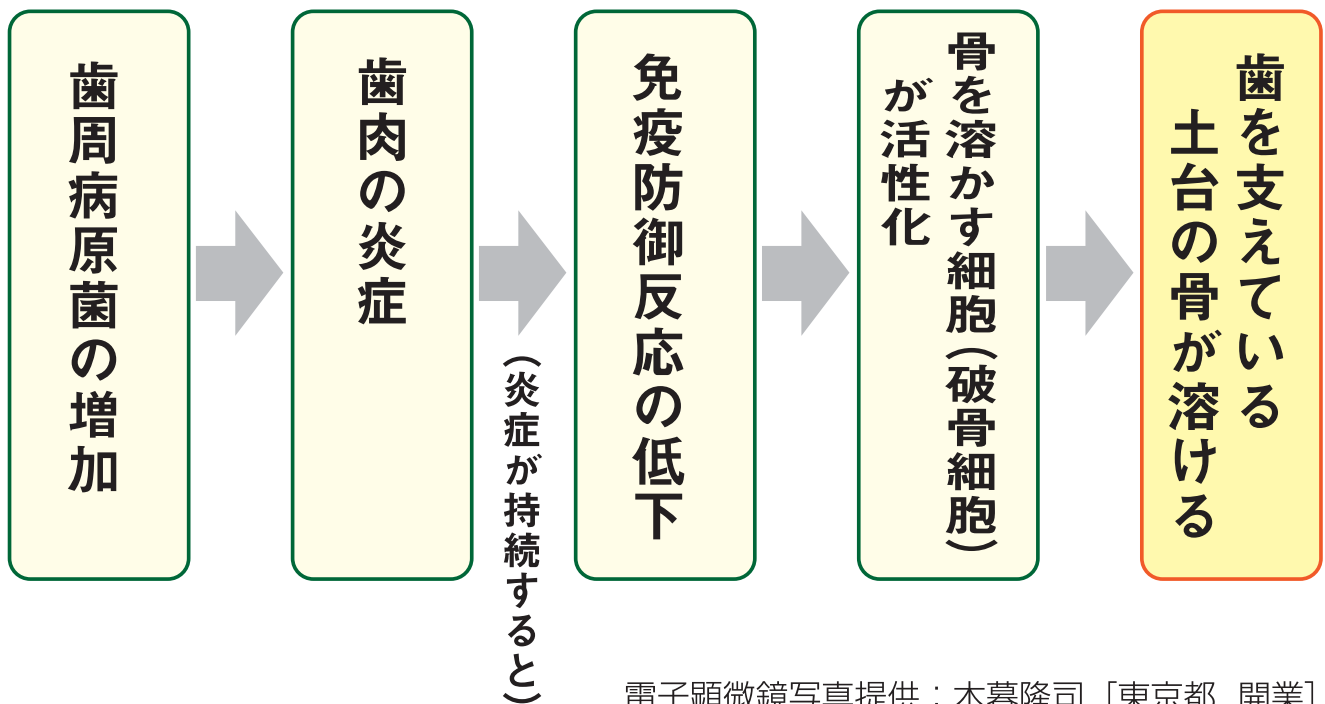 歯周病原菌の増加
歯肉の炎症
（炎症が持続すると）
免疫防御反応の低下
骨を溶かす細胞（破骨細胞）
が活性化
歯を支えている
土台の骨が溶ける
電子顕微鏡写真提供：木暮隆司［東京都 開業］